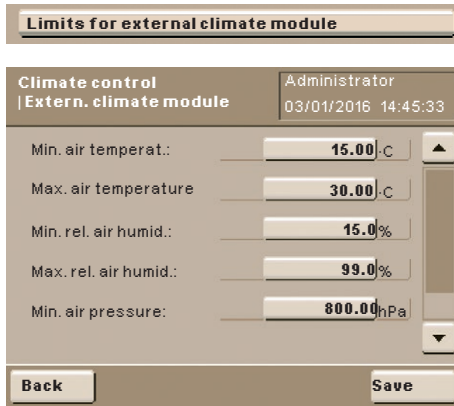 Limits for external climate module
Climate control
|Extern. climate module
Administrator
03/01/2016 14:45:33
Min. air temperat.: 15.00 ·C
Max. air temperature 30.00 ·C
Min. rel. air humid.: 15.0 %
Max. rel. air humid.: 99.0 %
Min. air pressure: 800.00 hPa
Back Save